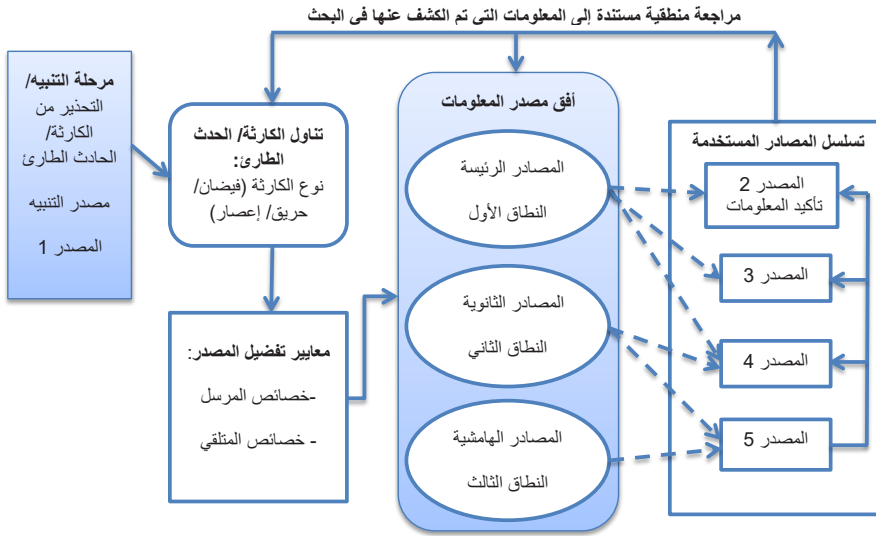 مراجعة منطقية مستندة إلى المعلومات التي تم الكشف عنها في البحث
مرحلة التنبيه/
التحذير من
الكارثة/
الحادث الطارئ
مصدر التنبيه
المصدر 1
تناول الكارثة/ الحدث
الطارئ:
نوع الكارثة (فيضان/
حريق/ إعصار)
معايير تفضيل المصدر:
-خصائص المرسل
- خصائص المتلقي
أفق مصدر المعلومات
المصادر الرئيسة
النطاق الأول
المصادر الثانوية
النطاق الثاني
المصادر الهامشية
النطاق الثالث
تسلسل المصادر المستخدمة
المصدر 2
تأكيد المعلومات
المصدر 3
المصدر 4
المصدر 5